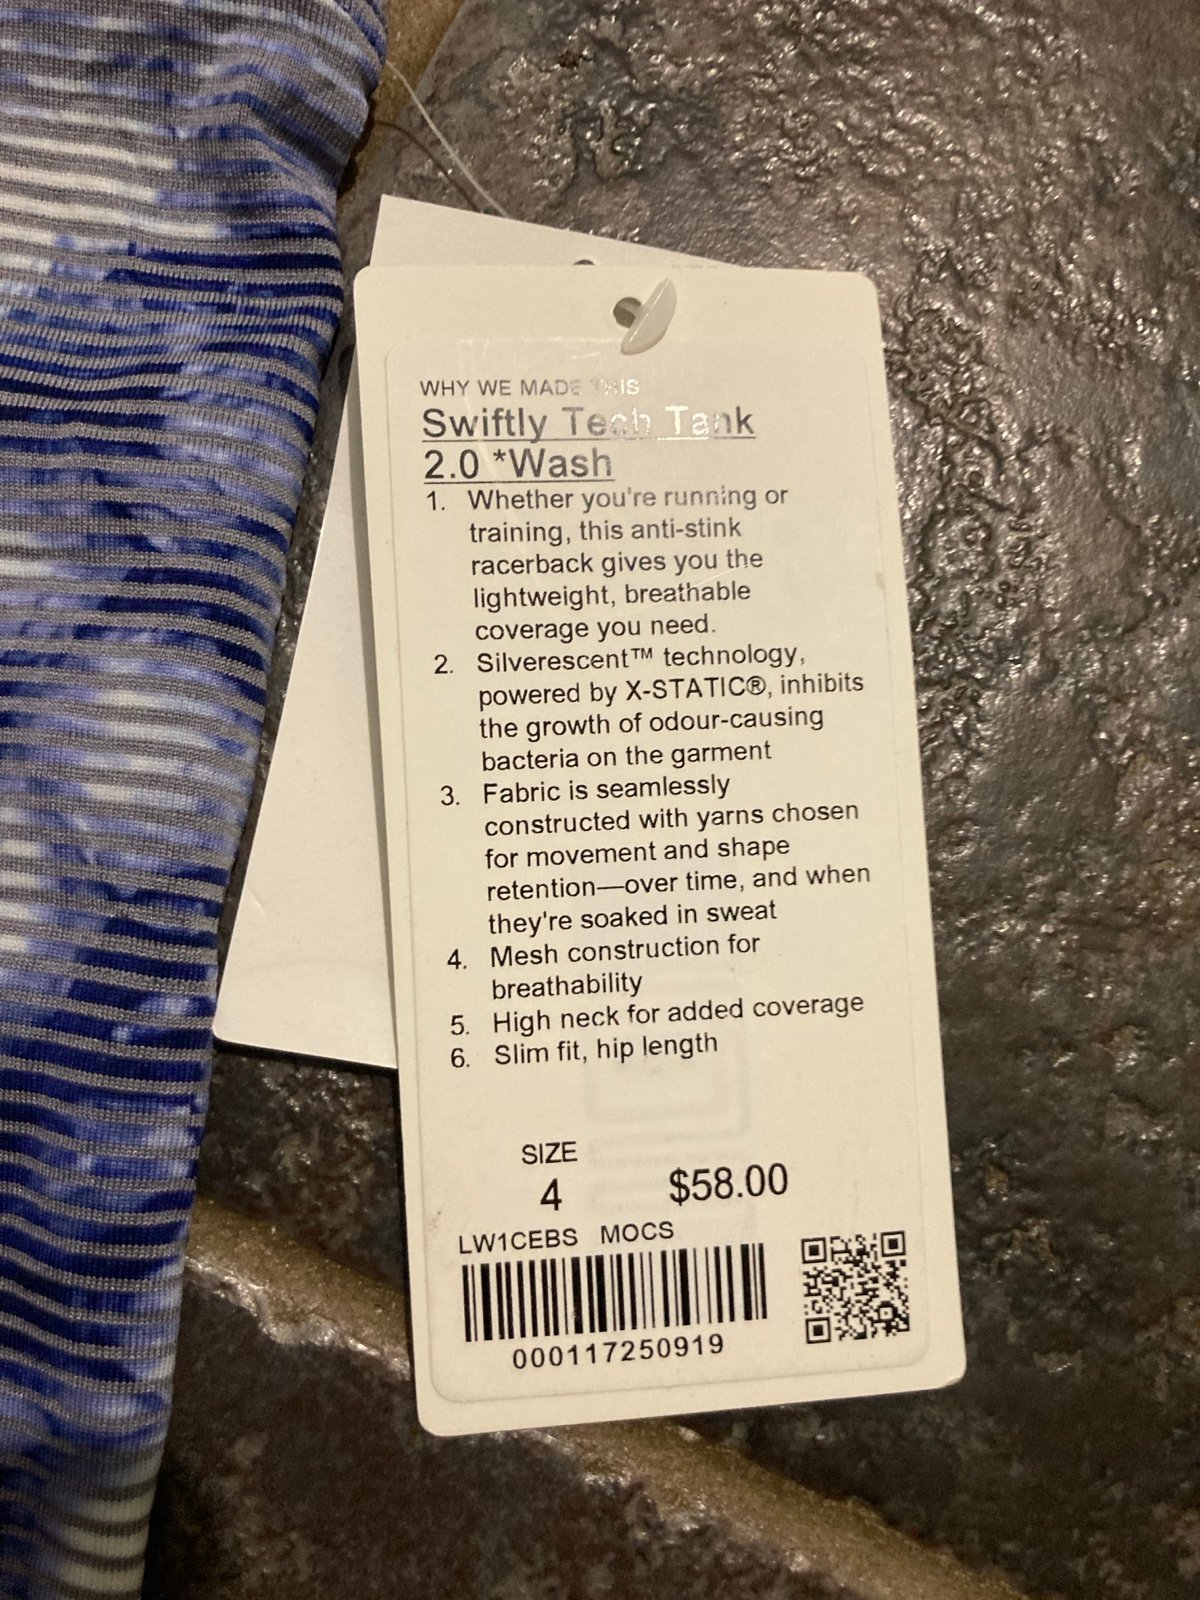 WHY WE MADE THIS
Swiftly Tech Tank
2.0 *Wash
1. Whether you're running or
training, this anti-stink
racerback gives you the
lightweight, breathable
coverage you need.
2. Silverescent™ technology,
powered by X-STATIC®, inhibits
the growth of odour-causing
bacteria on the garment
3. Fabric is seamlessly
constructed with yarns chosen
for movement and shape
retention—over time, and when
they're soaked in sweat
4. Mesh construction for
breathability
5. High neck for added coverage
6. Slim fit, hip length
SIZE
4 $58.00
LW1CEBS MOCS
000117250919